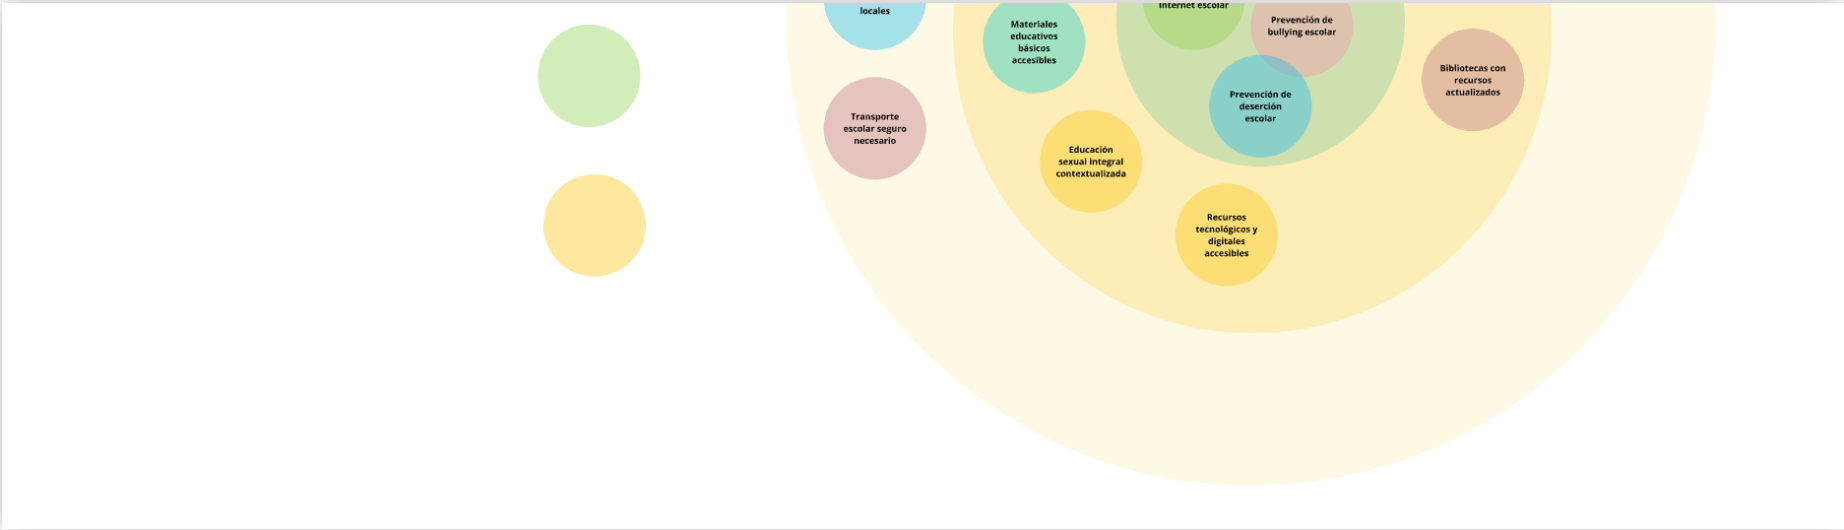 locales
Materiales
educativos
básicos
accesibles
Internet escolar
Prevención de
bullying escolar
Bibliotecas con
recursos
actualizados
Prevención de
deserción
escolar
Transporte
escolar seguro
necesario
Educación
sexual integral
contextualizada
Recursos
tecnológicos y
digitales
accesibles